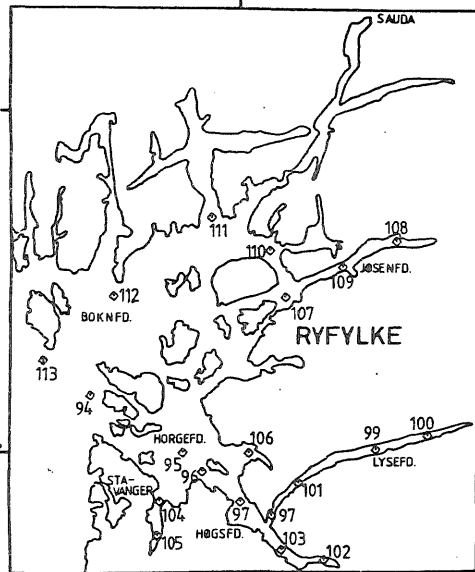 SAUDA
111
108
110
109
JØSENFD.
112
107
BOKNFD.
RYFYLKE
113
94
HORGEFD.
106
99
100
95
LYSEFD.
96
STA-
VANGER
101
97
97
104
HØGSFD.
103
105
102